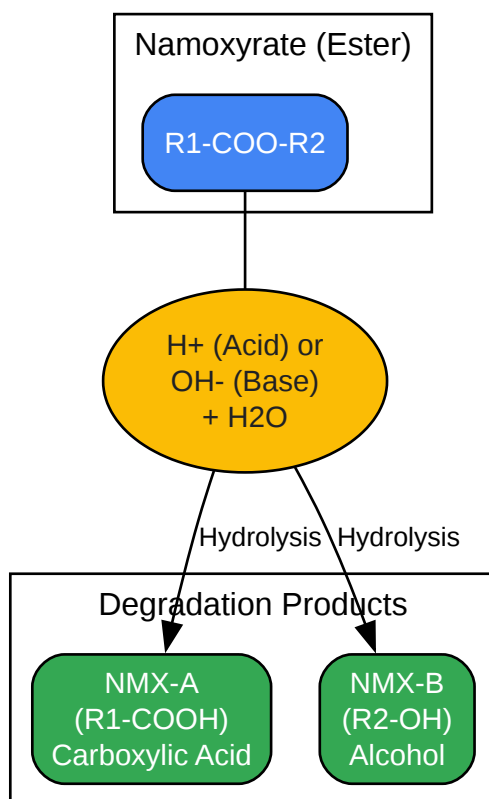 Namoxyrate (Ester)
R1-COO-R2
H+ (Acid) or
OH- (Base)
+ H2O
Hydrolysis
Hydrolysis
Degradation Products
NMX-A
(R1-COOH)
Carboxylic Acid
NMX-B
(R2-OH)
Alcohol